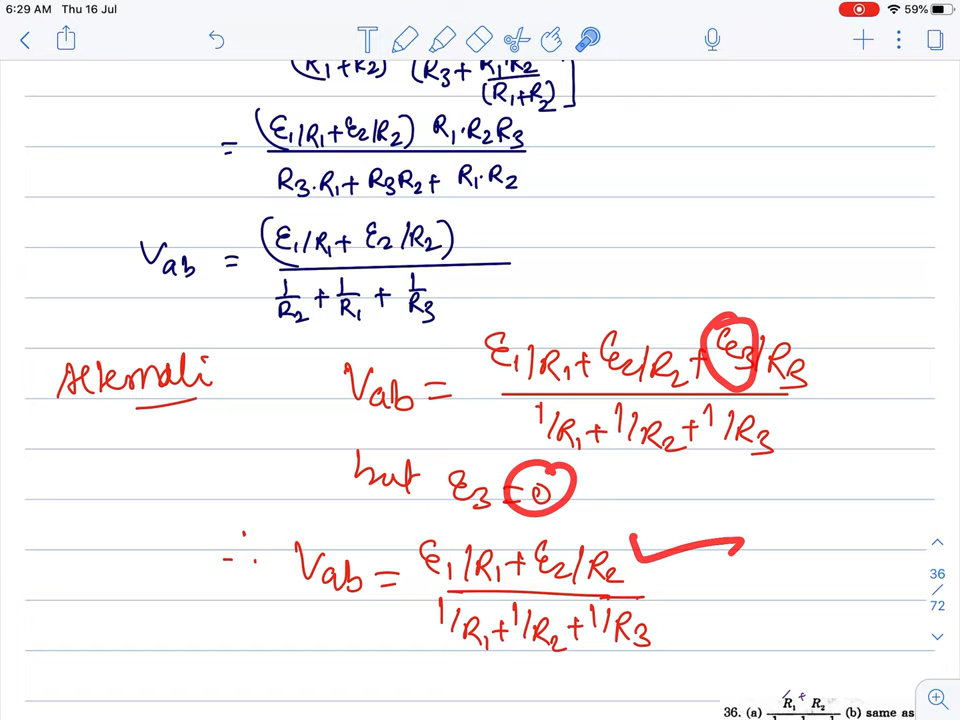 6:29 AM Thu 16 Jul 59%
(R1+R2) (R3 + R1·R2/(R1+R2)]
= (ε1/R1 + ε2/R2) R1·R2R3
R3·R1 + R3R2 + R1·R2
Vab = (ε1/R1 + ε2/R2)
1/R2 + 1/R1 + 1/R3
Alternati Vab = ε1/R1 + ε2/R2 + ε3/R3
1/R1 + 1/R2 + 1/R3
but ε3 = 0
∴ Vab = ε1/R1 + ε2/R2
1/R1 + 1/R2 + 1/R3
36
/
72
36. (a) R1 + R2 (b) same as